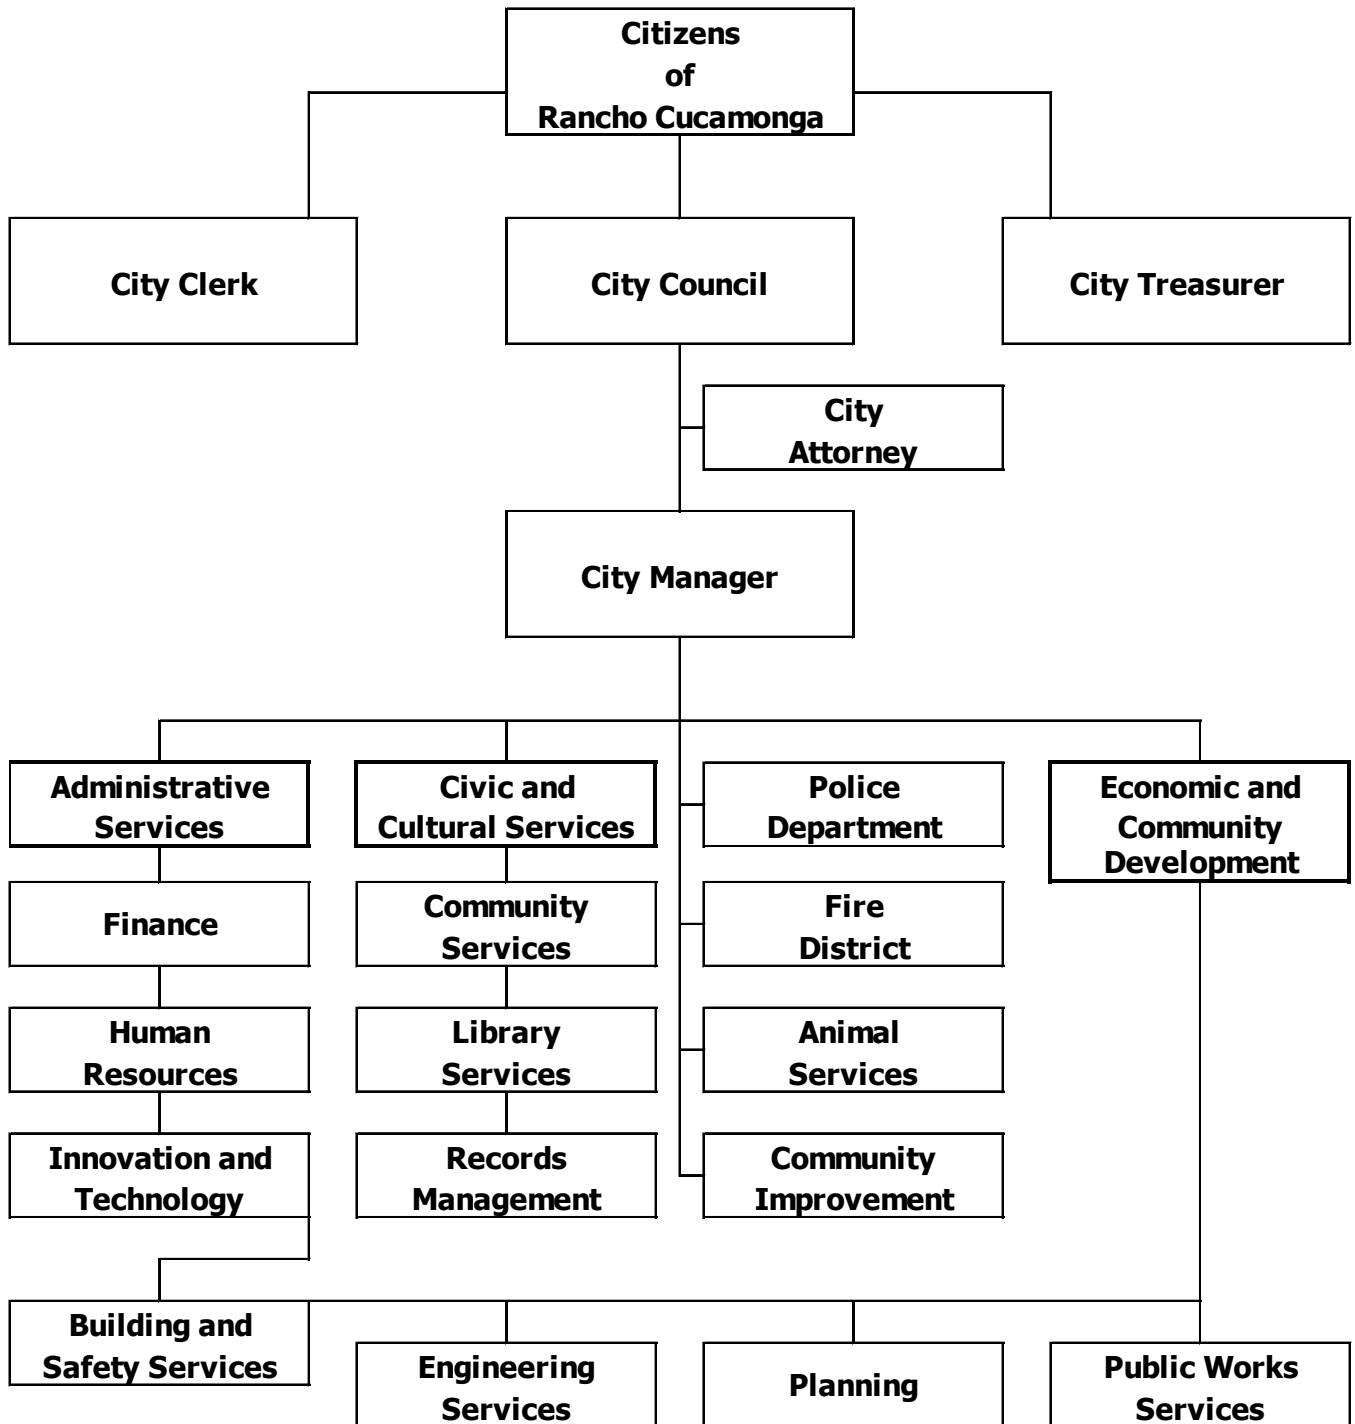 Citizens
of
Rancho Cucamonga
City Clerk
City Council
City Treasurer
City
Attorney
City Manager
Administrative
Services
Civic and
Cultural Services
Police
Department
Economic and
Community
Development
Finance
Community
Services
Fire
District
Human
Resources
Library
Services
Animal
Services
Innovation and
Technology
Records
Management
Community
Improvement
Building and
Safety Services
Engineering
Services
Planning
Public Works
Services